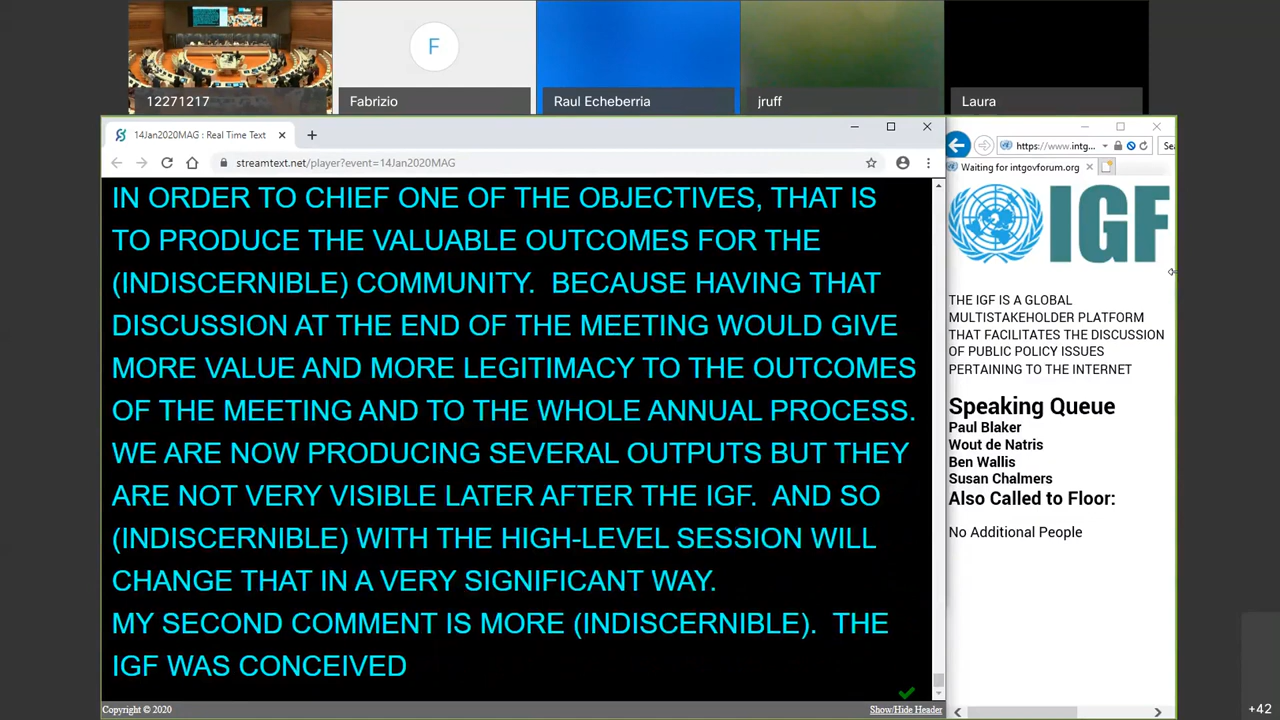 12271217
F
Fabrizio
Raul Echeberria
jruff
Laura
14Jan2020MAG : Real Time Text
streamtext.net/player?event=14Jan2020MAG
IN ORDER TO CHIEF ONE OF THE OBJECTIVES, THAT IS
TO PRODUCE THE VALUABLE OUTCOMES FOR THE
(INDISCERNIBLE) COMMUNITY. BECAUSE HAVING THAT
DISCUSSION AT THE END OF THE MEETING WOULD GIVE
MORE VALUE AND MORE LEGITIMACY TO THE OUTCOMES
OF THE MEETING AND TO THE WHOLE ANNUAL PROCESS.
WE ARE NOW PRODUCING SEVERAL OUTPUTS BUT THEY
ARE NOT VERY VISIBLE LATER AFTER THE IGF. AND SO
(INDISCERNIBLE) WITH THE HIGH-LEVEL SESSION WILL
CHANGE THAT IN A VERY SIGNIFICANT WAY.
MY SECOND COMMENT IS MORE (INDISCERNIBLE). THE
IGF WAS CONCEIVED
Copyright © 2020
Show/Hide Header
https://www.intg...
Sea
Waiting for intgovforum.org
IGF
THE IGF IS A GLOBAL
MULTISTAKEHOLDER PLATFORM
THAT FACILITATES THE DISCUSSION
OF PUBLIC POLICY ISSUES
PERTAINING TO THE INTERNET
Speaking Queue
Paul Blaker
Wout de Natris
Ben Wallis
Susan Chalmers
Also Called to Floor:
No Additional People
+42